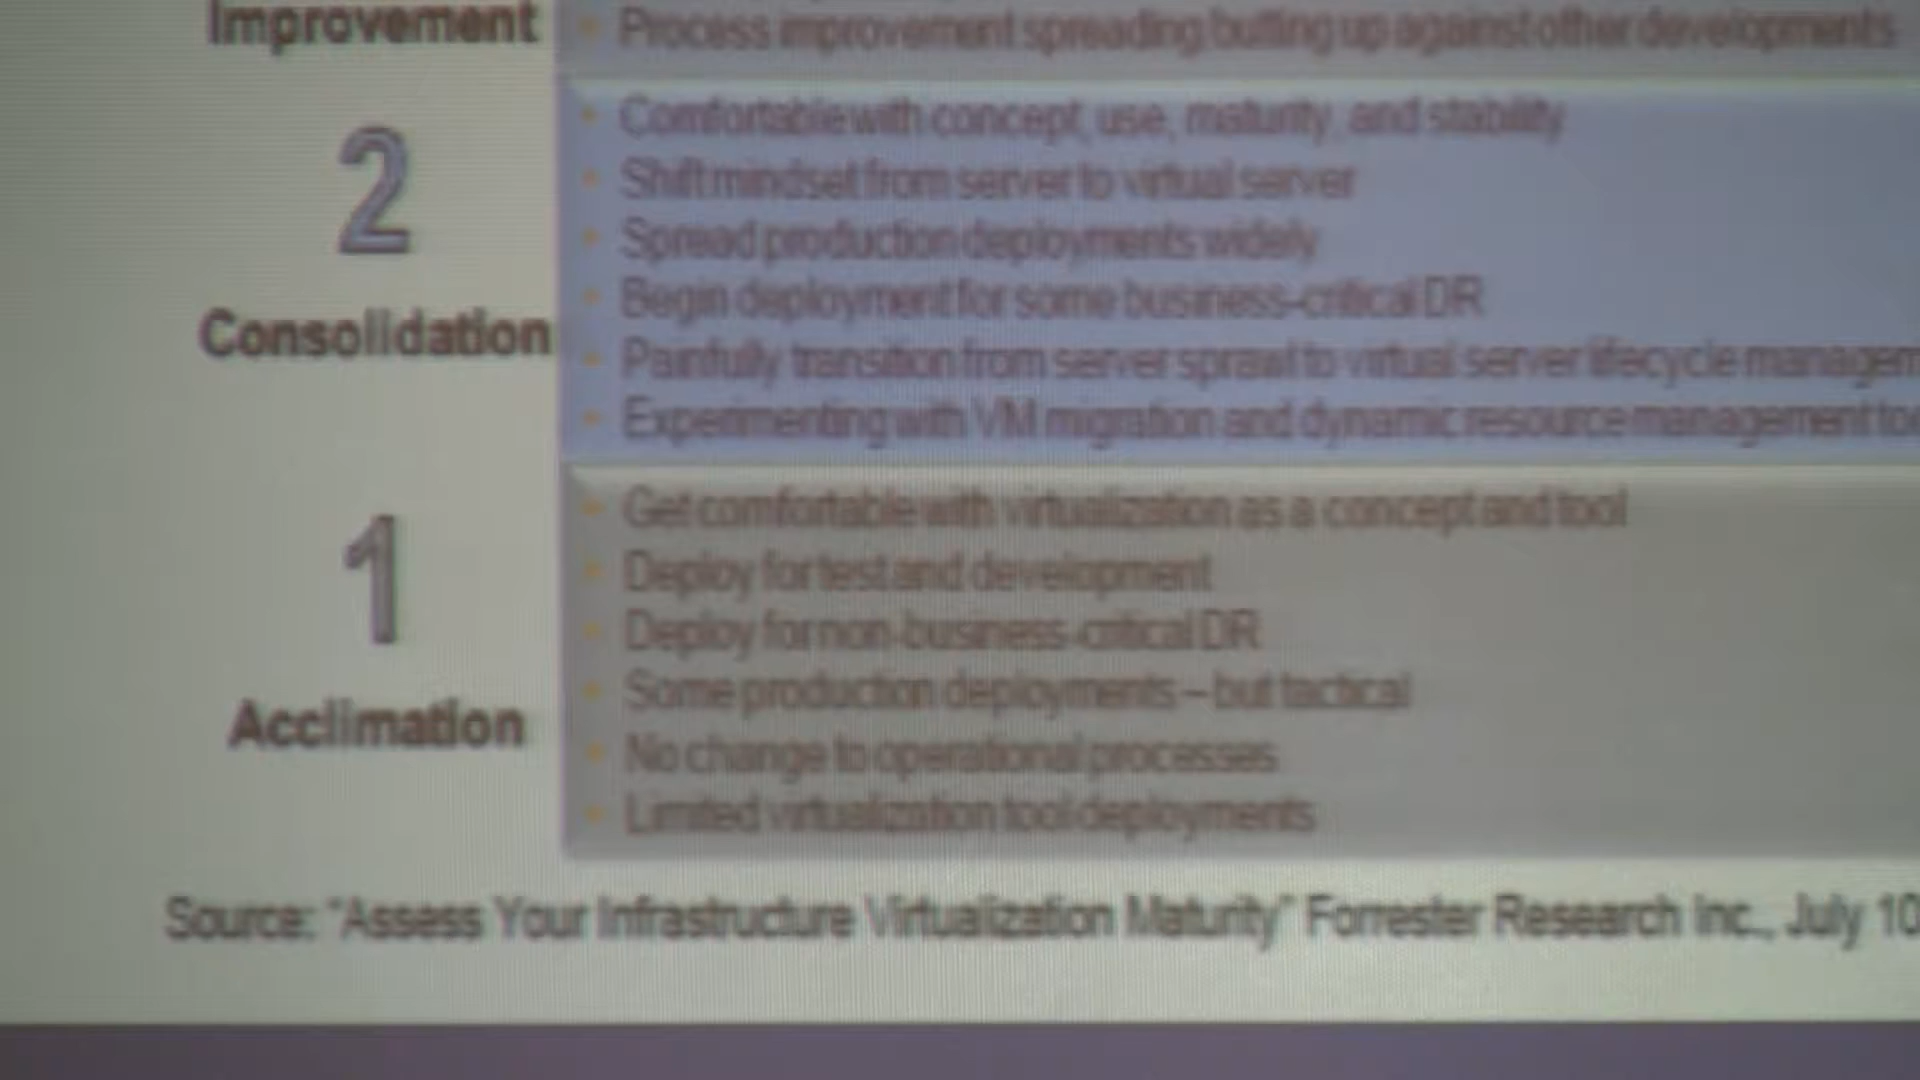 Improvement
Process improvement spreading butting up against other developments
2
Consolidation
Comfortable with concept, use, maturity, and stability
Shift mindset from server to virtual server
Spread production deployments widely
Begin deployment for some business-critical DR
Painfully transition from server sprawl to virtual server lifecycle managem
Experimenting with VM migration and dynamic resource management too
1
Acclimation
Get comfortable with virtualization as a concept and tool
Deploy for test and development
Deploy for non-business-critical DR
Some production deployments – but tactical
No change to operational processes
Limited virtualization tool deployments
Source: "Assess Your Infrastructure Virtualization Maturity" Forrester Research Inc., July 10